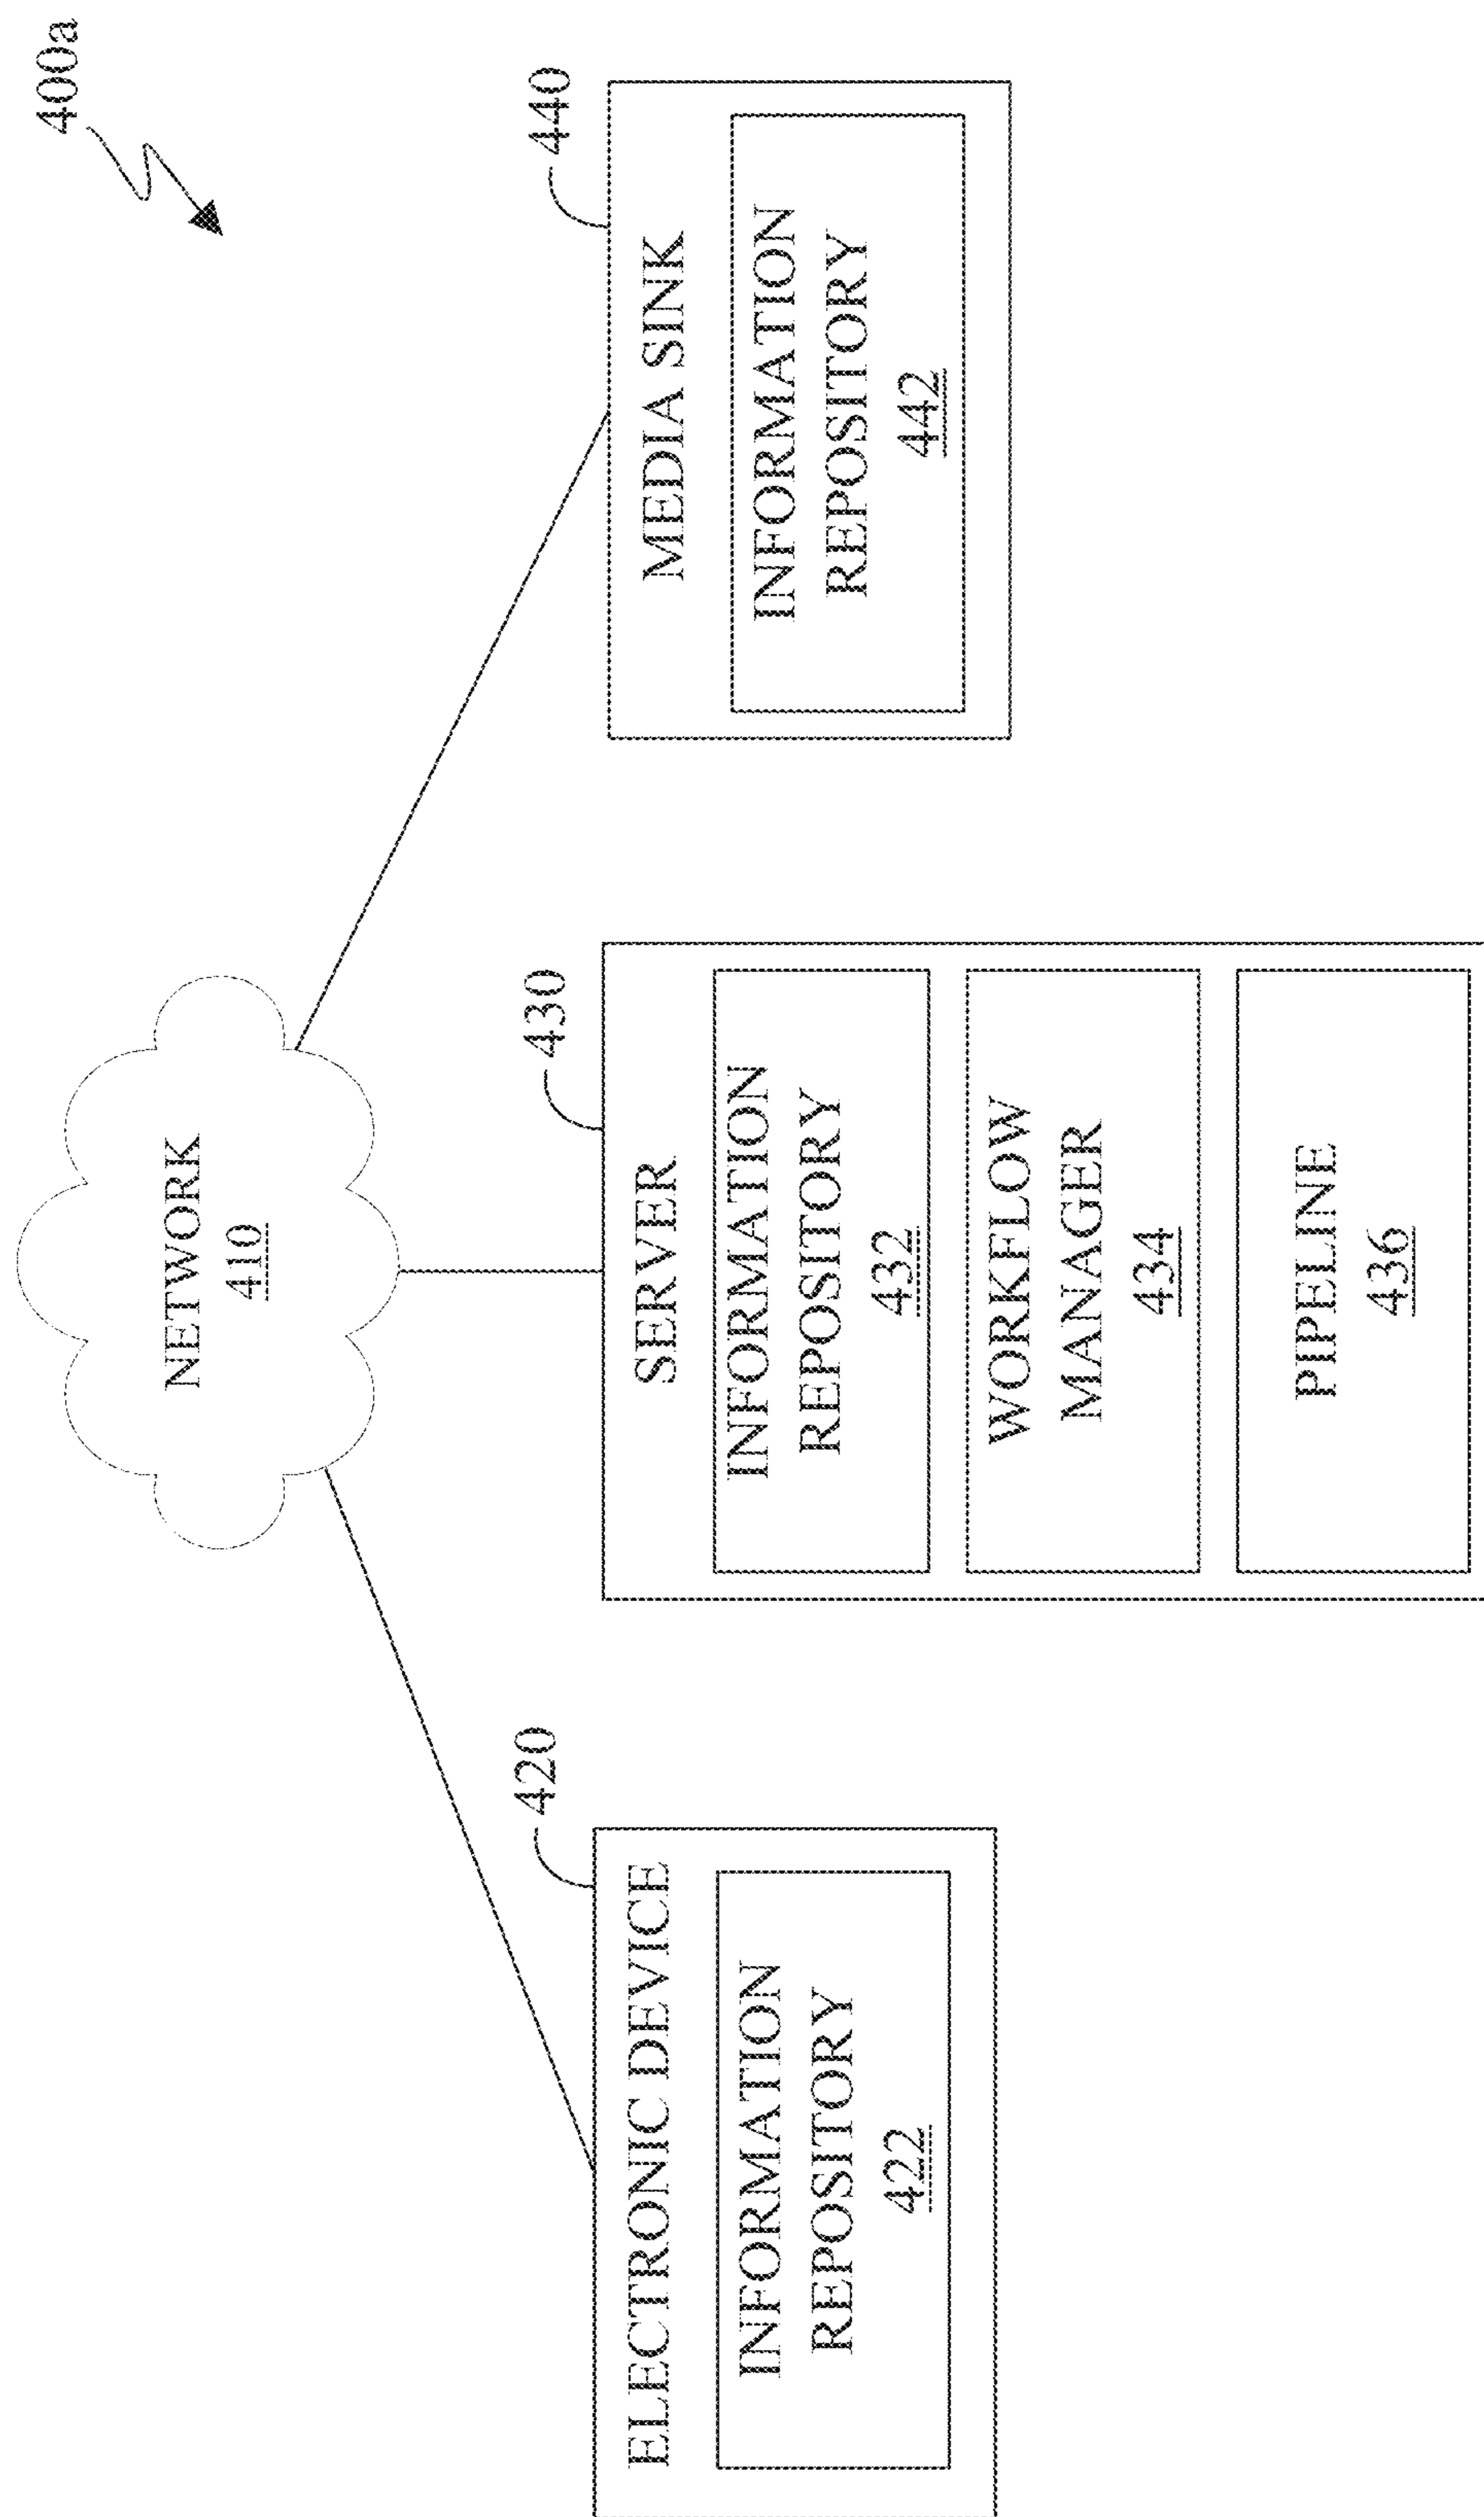 400a
NETWORK
410
420
ELECTRONIC DEVICE
INFORMATION
REPOSITORY
422
430
SERVER
INFORMATION
REPOSITORY
432
WORKFLOW
MANAGER
434
PIPELINE
436
440
MEDIA SINK
INFORMATION
REPOSITORY
442